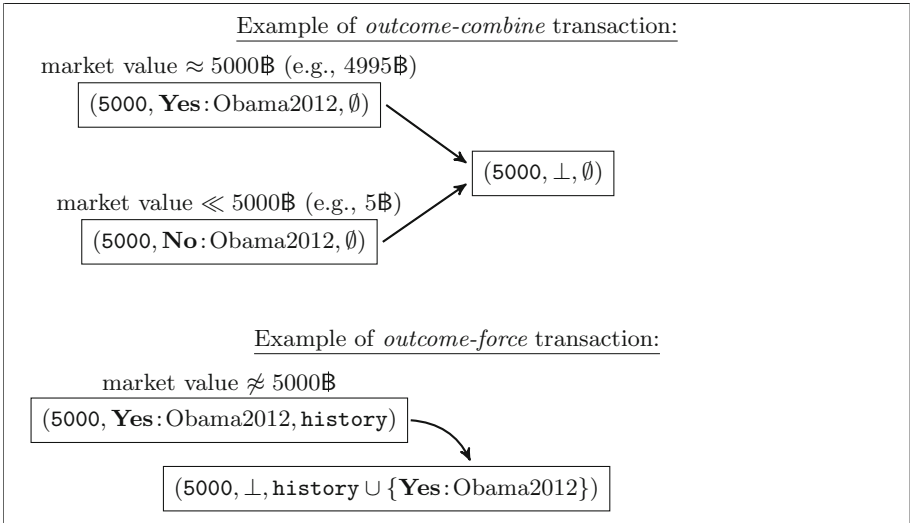 Example of outcome-combine transaction:
market value ≈ 5000฿ (e.g., 4995฿)
(5000, Yes:Obama2012, ∅)
(5000, ⊥, ∅)
market value ≪ 5000฿ (e.g., 5฿)
(5000, No:Obama2012, ∅)
Example of outcome-force transaction:
market value ≉ 5000฿
(5000, Yes:Obama2012, history)
(5000, ⊥, history ∪ {Yes:Obama2012})